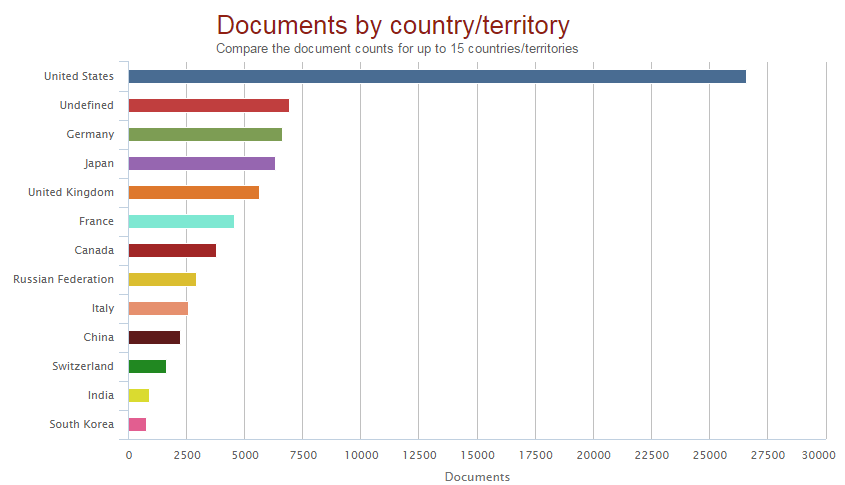 Documents by country/territory
Compare the document counts for up to 15 countries/territories
United States
Undefined
Germany
Japan
United Kingdom
France
Canada
Russian Federation
Italy
China
Switzerland
India
South Korea
0 2500 5000 7500 10000 12500 15000 17500 20000 22500 25000 27500 30000
Documents